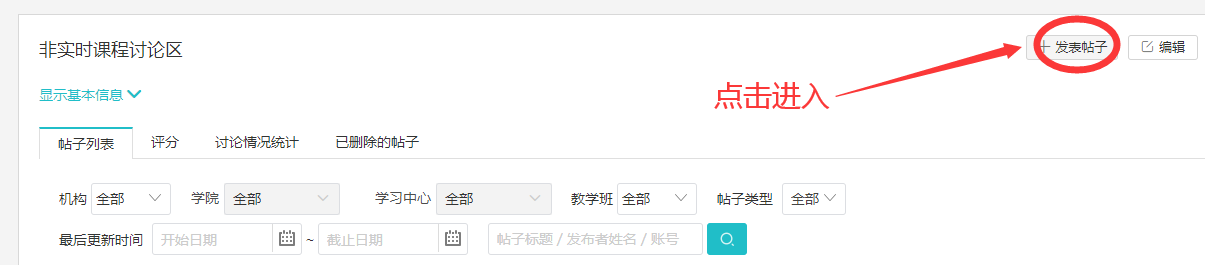 非实时课程讨论区
发表帖子 编辑
点击进入
显示基本信息
帖子列表 评分 讨论情况统计 已删除的帖子
机构 全部 学院 全部 学习中心 全部 教学班 全部 帖子类型 全部
最后更新时间 开始日期 ~ 截止日期 帖子标题 / 发布者姓名 / 账号